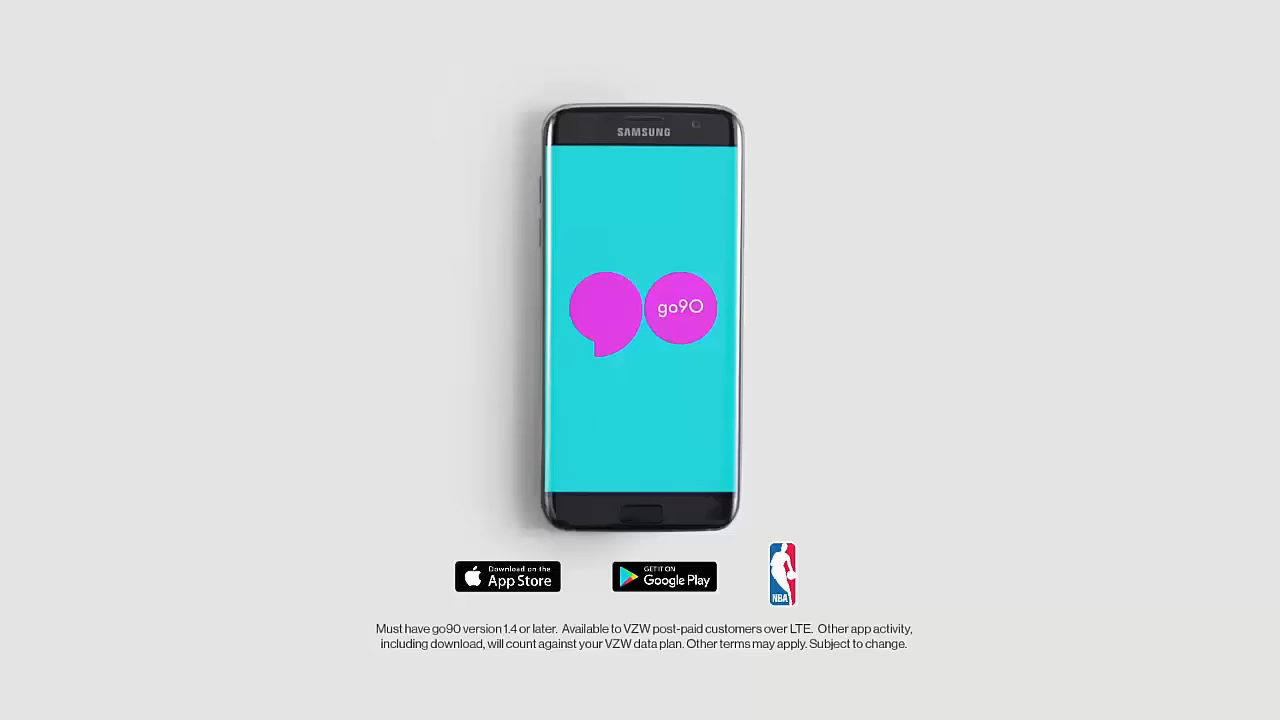 SAMSUNG
go90
Download on the
App Store
GET IT ON
Google Play
NBA
Must have go90 version 1.4 or later. Available to VZW post-paid customers over LTE. Other app activity,
including download, will count against your VZW data plan. Other terms may apply. Subject to change.